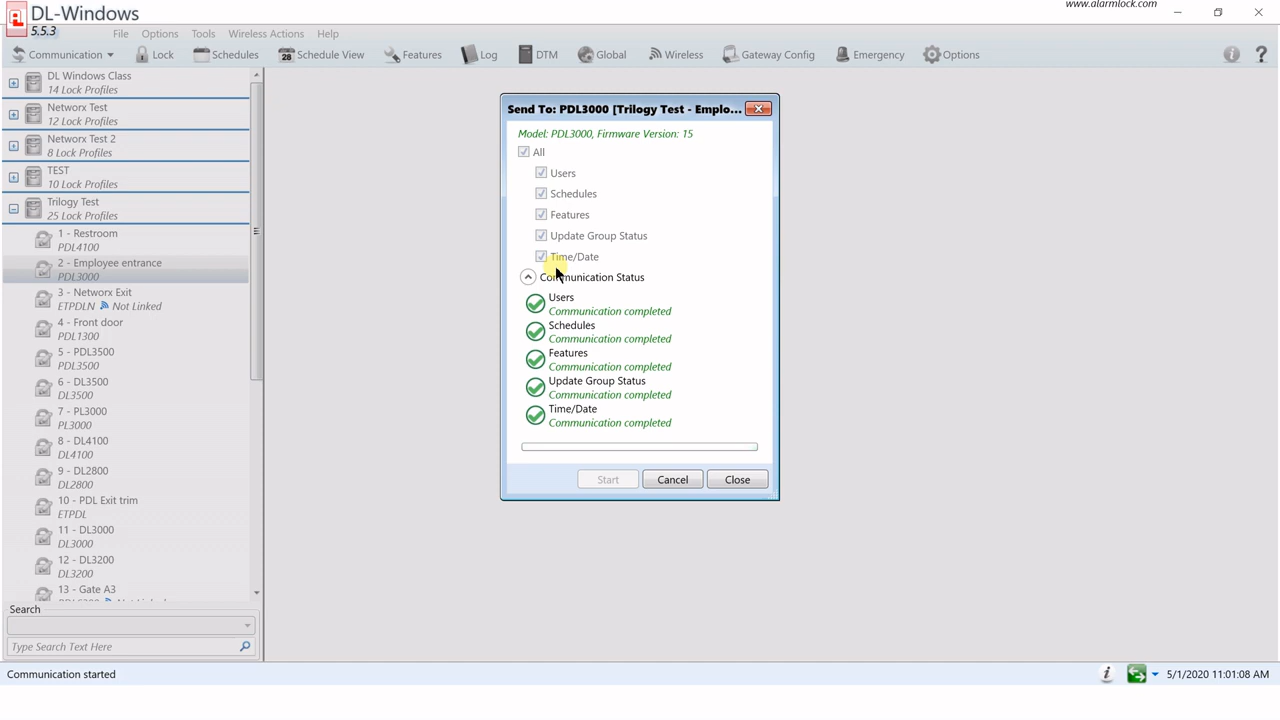 www.alarmlock.com
DL-Windows
5.5.3
File Options Tools Wireless Actions Help
Communication Lock Schedules 28 Schedule View Features Log DTM Global Wireless Gateway Config Emergency Options
DL Windows Class
14 Lock Profiles
Networx Test
12 Lock Profiles
Networx Test 2
8 Lock Profiles
TEST
10 Lock Profiles
Trilogy Test
25 Lock Profiles
1 - Restroom
PDL4100
2 - Employee entrance
PDL3000
3 - Networx Exit
ETPDLN Not Linked
4 - Front door
PDL1300
5 - PDL3500
PDL3500
6 - DL3500
DL3500
7 - PL3000
PL3000
8 - DL4100
DL4100
9 - DL2800
DL2800
10 - PDL Exit trim
ETPDL
11 - DL3000
DL3000
12 - DL3200
DL3200
13 - Gate A3
Search
Type Search Text Here
Send To: PDL3000 [Trilogy Test - Emplo...
Model: PDL3000, Firmware Version: 15
All
Users
Schedules
Features
Update Group Status
Time/Date
Communication Status
Users
Communication completed
Schedules
Communication completed
Features
Communication completed
Update Group Status
Communication completed
Time/Date
Communication completed
Start Cancel Close
Communication started
5/1/2020 11:01:08 AM